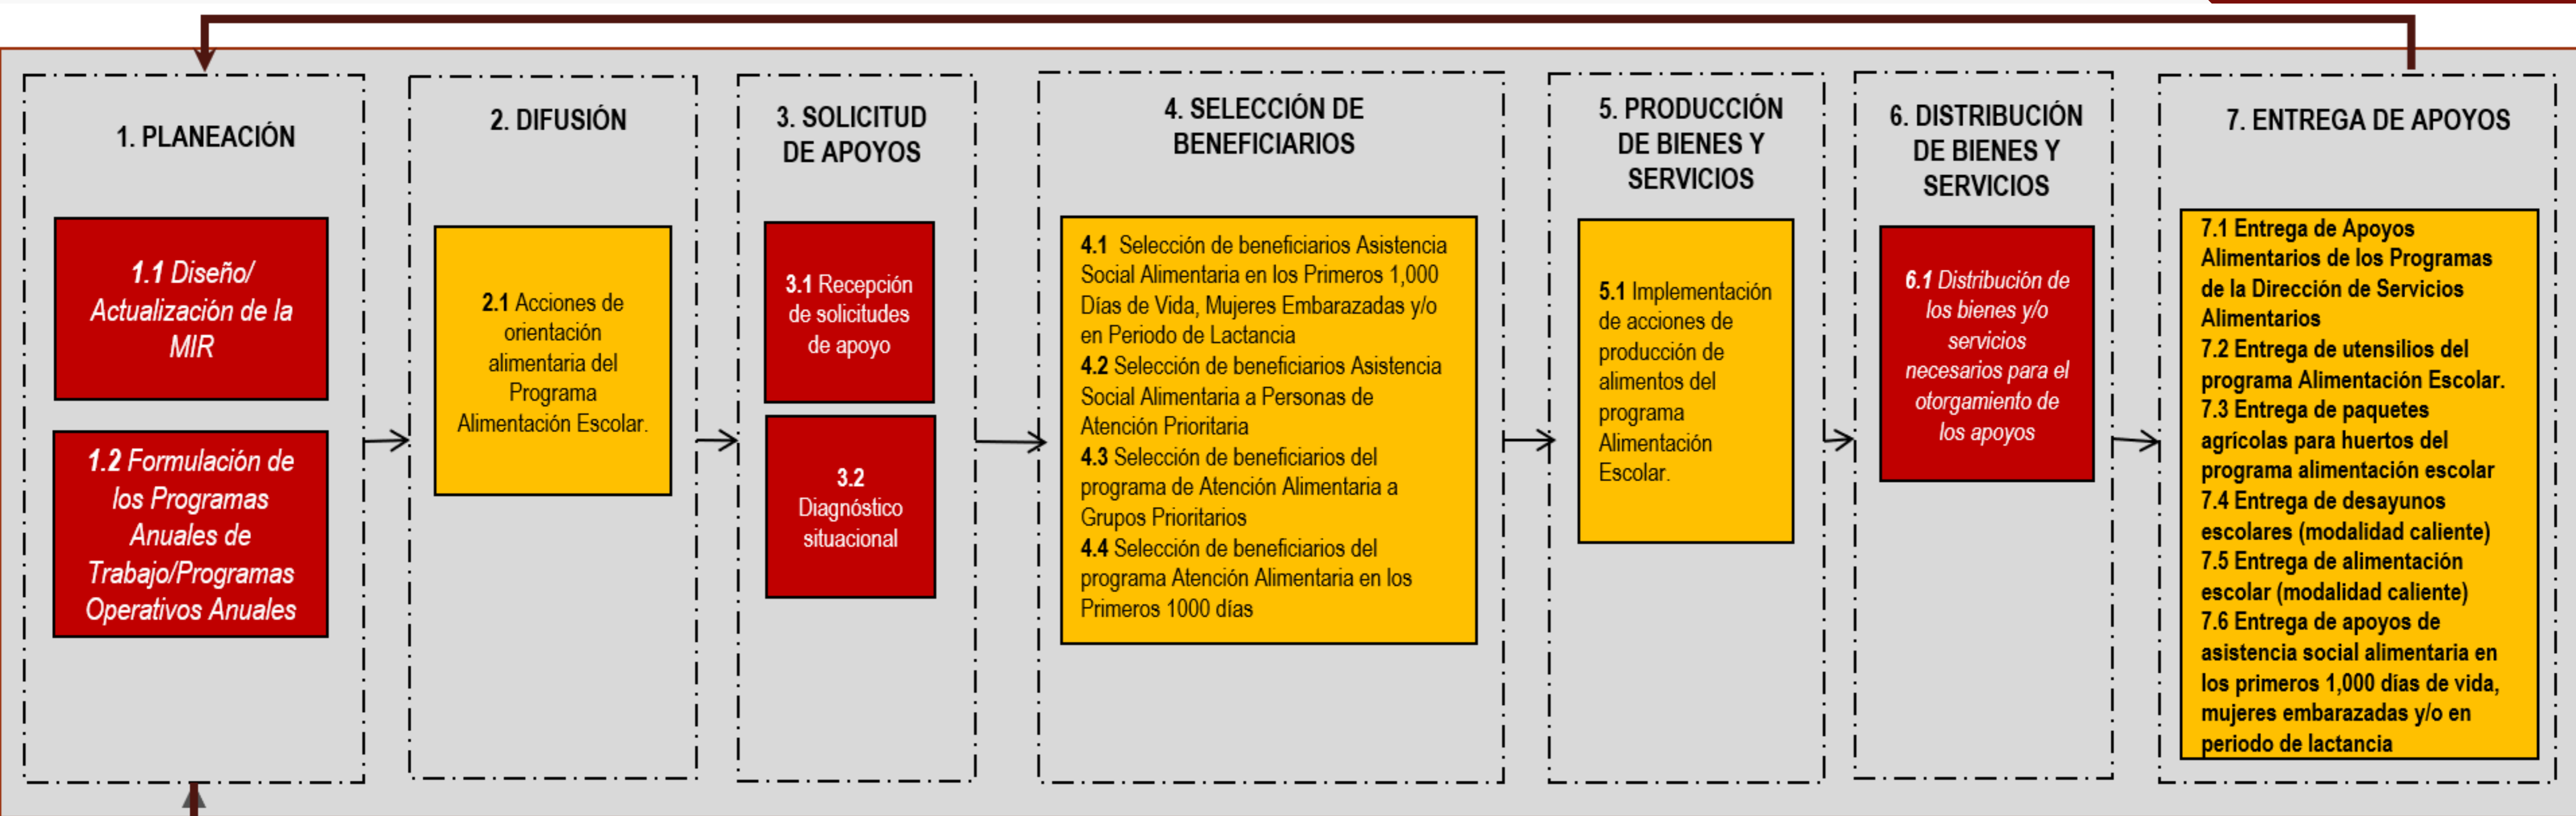 1. PLANEACIÓN
1.1 Diseño/
Actualización de la
MIR
1.2 Formulación de
los Programas
Anuales de
Trabajo/Programas
Operativos Anuales
2. DIFUSIÓN
2.1 Acciones de
orientación
alimentaria del
Programa
Alimentación Escolar.
3. SOLICITUD
DE APOYOS
3.1 Recepción
de solicitudes
de apoyo
3.2
Diagnóstico
situacional
4. SELECCIÓN DE
BENEFICIARIOS
4.1 Selección de beneficiarios Asistencia
Social Alimentaria en los Primeros 1,000
Días de Vida, Mujeres Embarazadas y/o
en Periodo de Lactancia
4.2 Selección de beneficiarios Asistencia
Social Alimentaria a Personas de
Atención Prioritaria
4.3 Selección de beneficiarios del
programa de Atención Alimentaria a
Grupos Prioritarios
4.4 Selección de beneficiarios del
programa Atención Alimentaria en los
Primeros 1000 días
5. PRODUCCIÓN
DE BIENES Y
SERVICIOS
5.1 Implementación
de acciones de
producción de
alimentos del
programa
Alimentación
Escolar.
6. DISTRIBUCIÓN
DE BIENES Y
SERVICIOS
6.1 Distribución de
los bienes y/o
servicios
necesarios para el
otorgamiento de
los apoyos
7. ENTREGA DE APOYOS
7.1 Entrega de Apoyos
Alimentarios de los Programas
de la Dirección de Servicios
Alimentarios
7.2 Entrega de utensilios del
programa Alimentación Escolar.
7.3 Entrega de paquetes
agrícolas para huertos del
programa alimentación escolar
7.4 Entrega de desayunos
escolares (modalidad caliente)
7.5 Entrega de alimentación
escolar (modalidad caliente)
7.6 Entrega de apoyos de
asistencia social alimentaria en
los primeros 1,000 días de vida,
mujeres embarazadas y/o en
periodo de lactancia